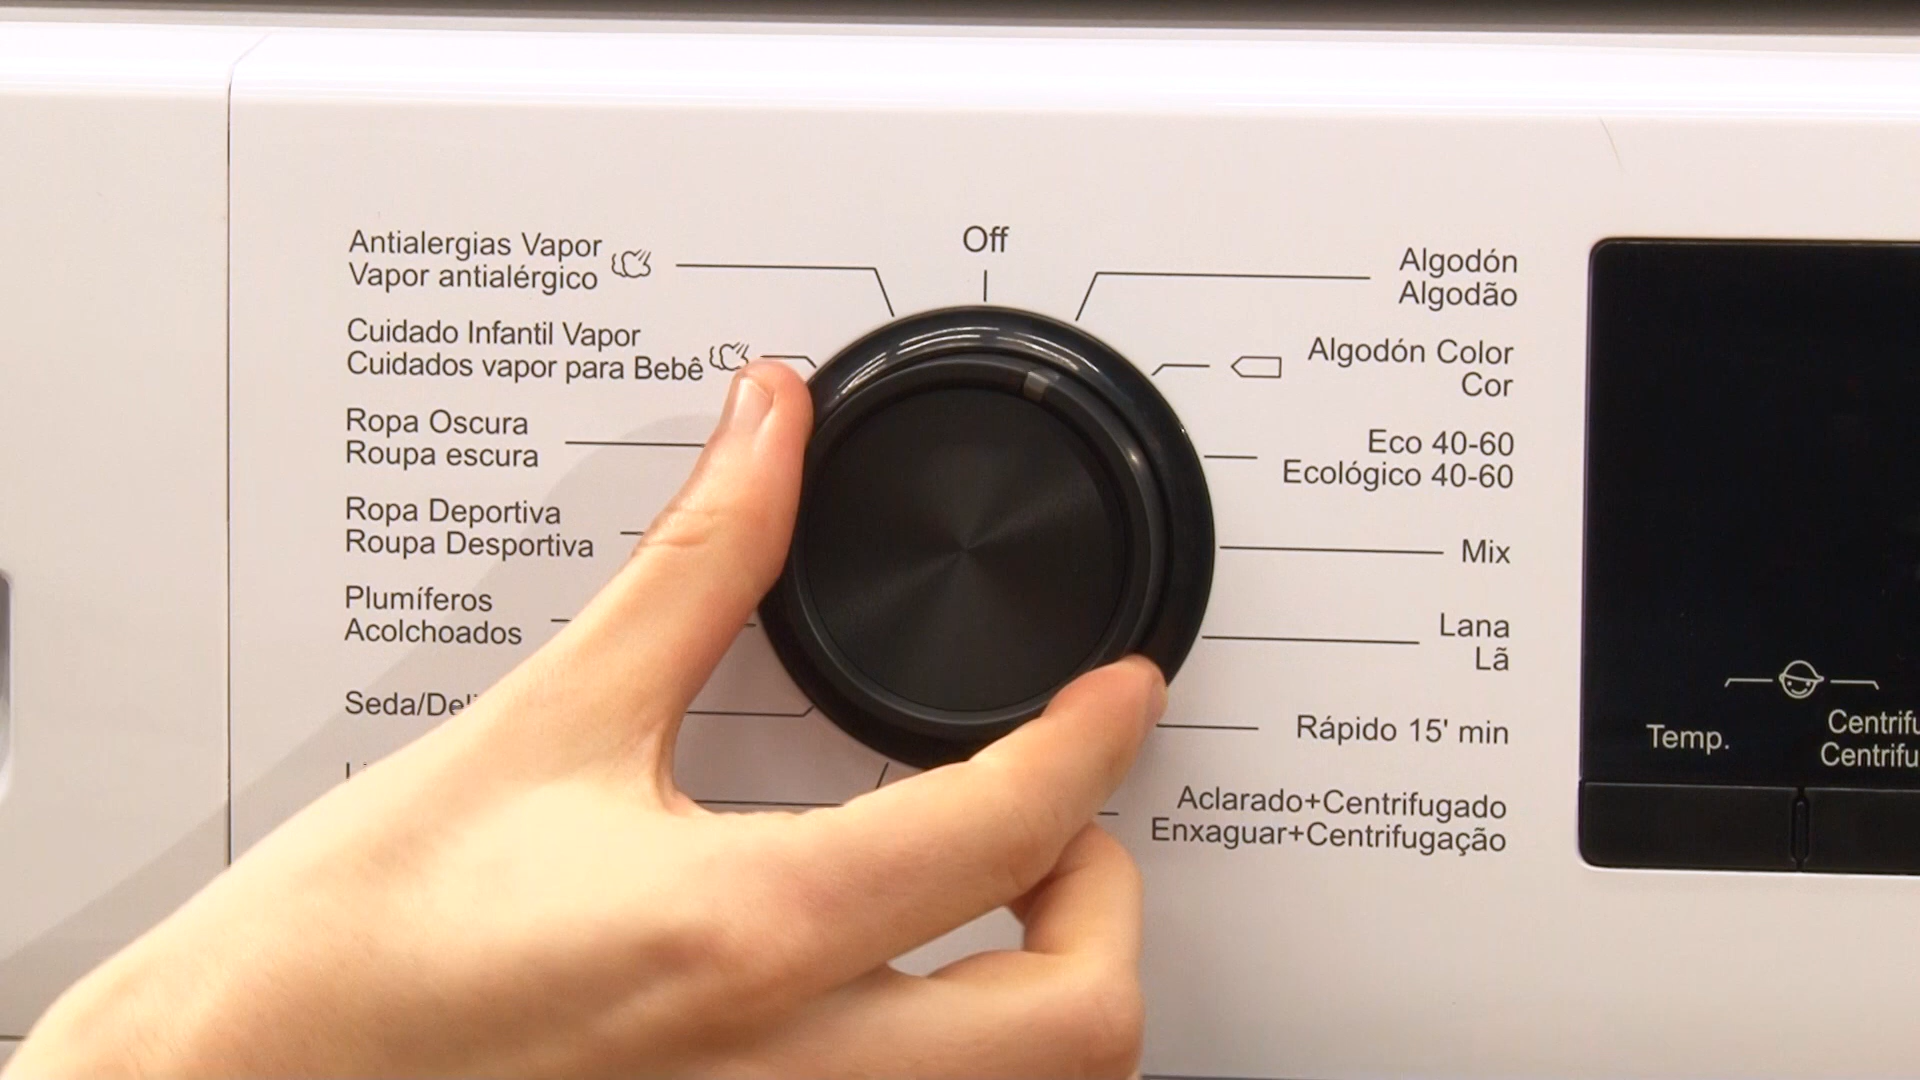 Off
Antialergias Vapor
Vapor antialérgico
Cuidado Infantil Vapor
Cuidados vapor para Bebê
Ropa Oscura
Roupa escura
Ropa Deportiva
Roupa Desportiva
Plumíferos
Acolchoados
Algodón
Algodão
Algodón Color
Cor
Eco 40-60
Ecológico 40-60
Mix
Lana
Lã
Rápido 15' min
Aclarado+Centrifugado
Enxaguar+Centrifugação
Temp.